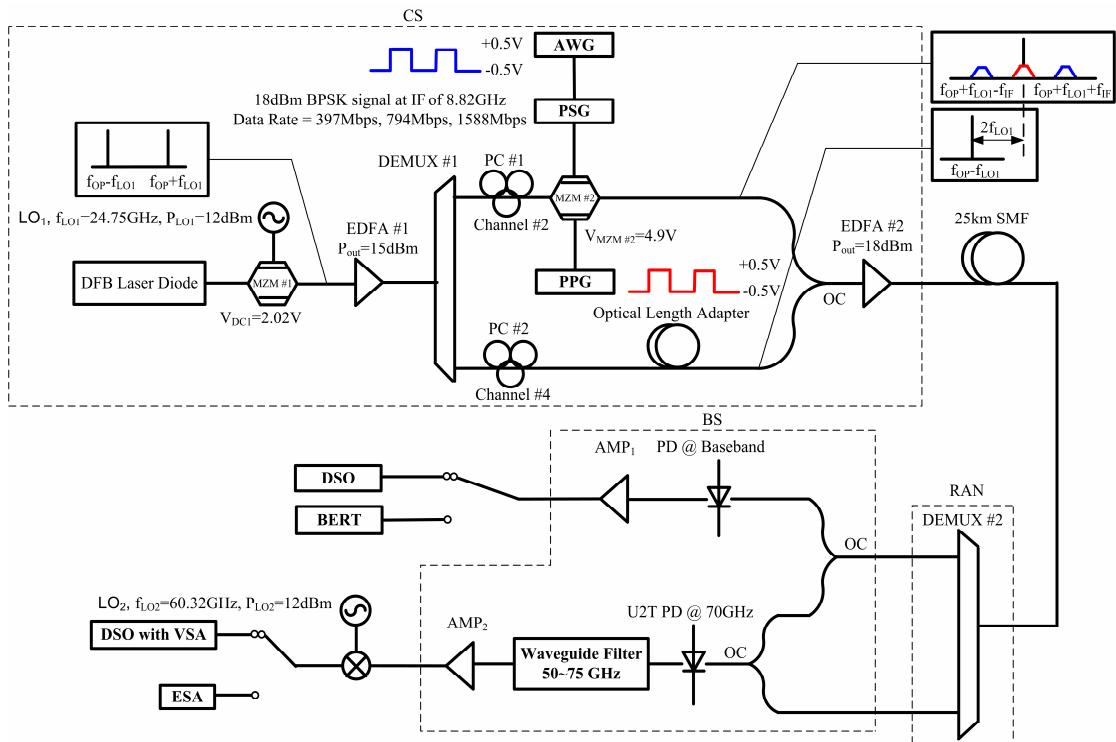 CS
+0.5V
-0.5V
AWG
18dBm BPSK signal at IF of 8.82GHz
Data Rate = 397Mbps, 794Mbps, 1588Mbps
PSG
fOP+fLO1-fIF fOP+fLO1+fIF
2fLO1
fOP-fLO1
fOP-fLO1 fOP+fLO1
DEMUX #1
PC #1
MZM #2
Channel #2
VMZM #2=4.9V
LO1, fLO1=24.75GHz, PLO1=12dBm
EDFA #1
Pout=15dBm
EDFA #2
Pout=18dBm
25km SMF
DFB Laser Diode
MZM #1
VDC1=2.02V
PPG
+0.5V
-0.5V
OC
Optical Length Adapter
PC #2
Channel #4
BS
AMP1
PD @ Baseband
DSO
BERT
RAN
DEMUX #2
OC
LO2, fLO2=60.32GHz, PLO2=12dBm
DSO with VSA
AMP2
U2T PD @ 70GHz
Waveguide Filter
50~75 GHz
OC
ESA